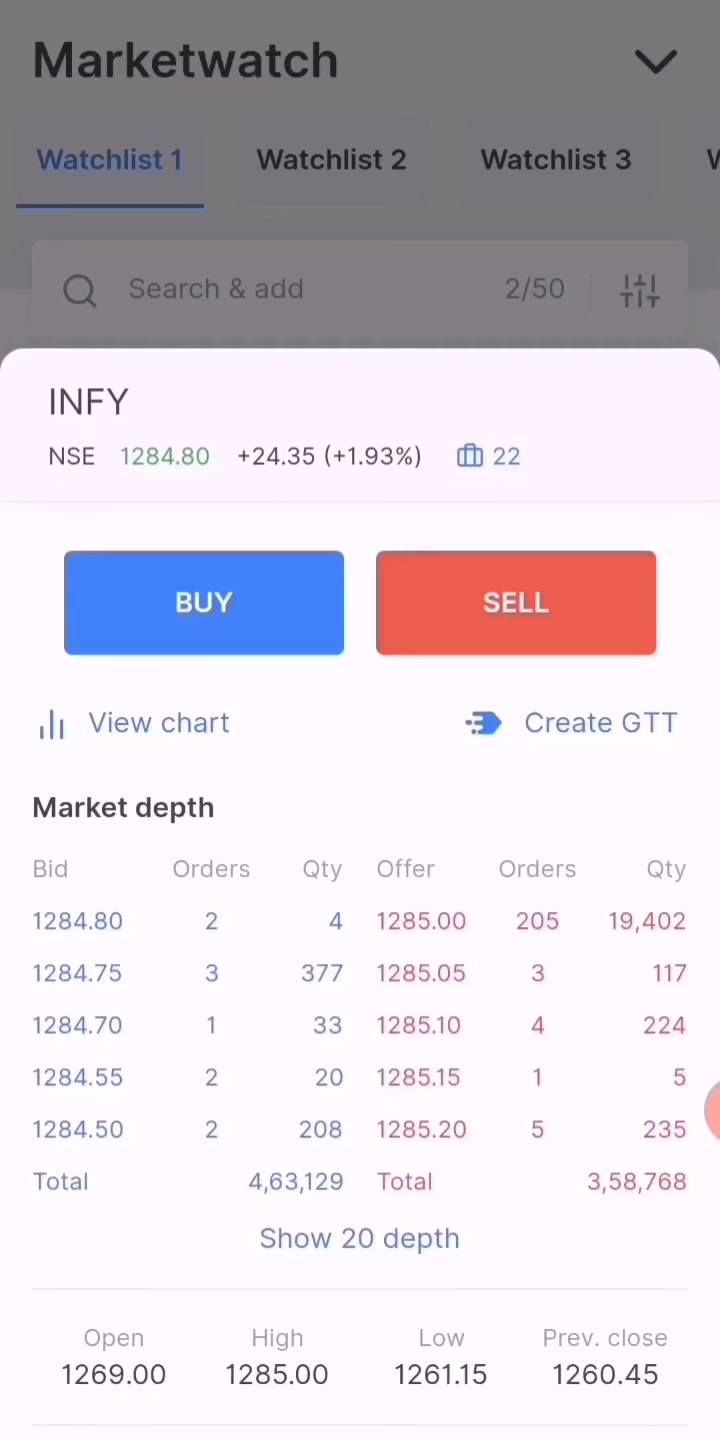 Marketwatch
Watchlist 1 Watchlist 2 Watchlist 3
Search & add 2/50
INFY
NSE 1284.80 +24.35 (+1.93%) 22
BUY SELL
View chart Create GTT
Market depth
Bid Orders Qty Offer Orders Qty
1284.80 2 4 1285.00 205 19,402
1284.75 3 377 1285.05 3 117
1284.70 1 33 1285.10 4 224
1284.55 2 20 1285.15 1 5
1284.50 2 208 1285.20 5 235
Total 4,63,129 Total 3,58,768
Show 20 depth
Open High Low Prev. close
1269.00 1285.00 1261.15 1260.45